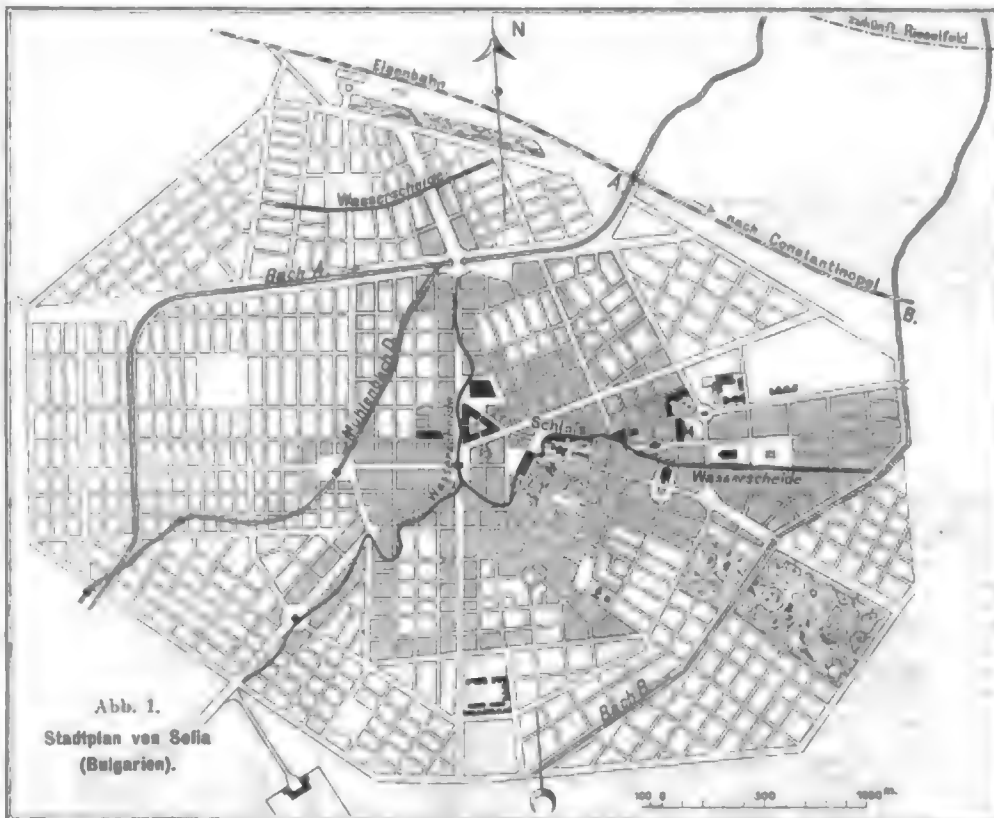 N
zukünft. Rieselfeld
Eisenbahn
A
nach Constantinopel
B.
Wasserscheide
Bach A.
Mühlenbach D.
Wasserscheide
Schloß
Wasserscheide
Bach B.
Abb. 1.
Stadtplan von Sofia
(Bulgarien).
100 0 500 1000 m.